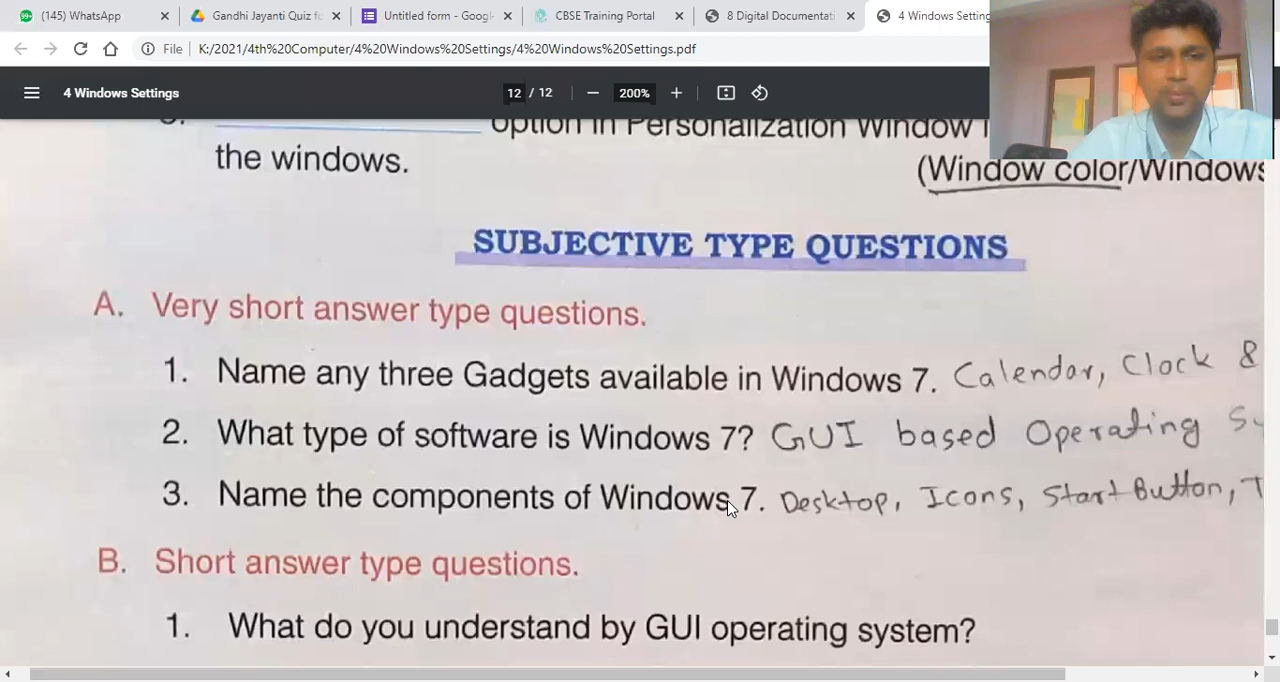 (145) WhatsApp
Gandhi Jayanti Quiz fo
Untitled form - Googl
CBSE Training Portal
8 Digital Documentati
4 Windows Setting
File
K:/2021/4th%20Computer/4%20Windows%20Settings/4%20Windows%20Settings.pdf
4 Windows Settings
12 / 12
200%
option in Personalization Window
the windows.
(Window color/Windows
SUBJECTIVE TYPE QUESTIONS
A. Very short answer type questions.
1. Name any three Gadgets available in Windows 7. Calendar, Clock &
2. What type of software is Windows 7? GUI based Operating
3. Name the components of Windows 7. Desktop, Icons, Start Button, T
B. Short answer type questions.
1. What do you understand by GUI operating system?